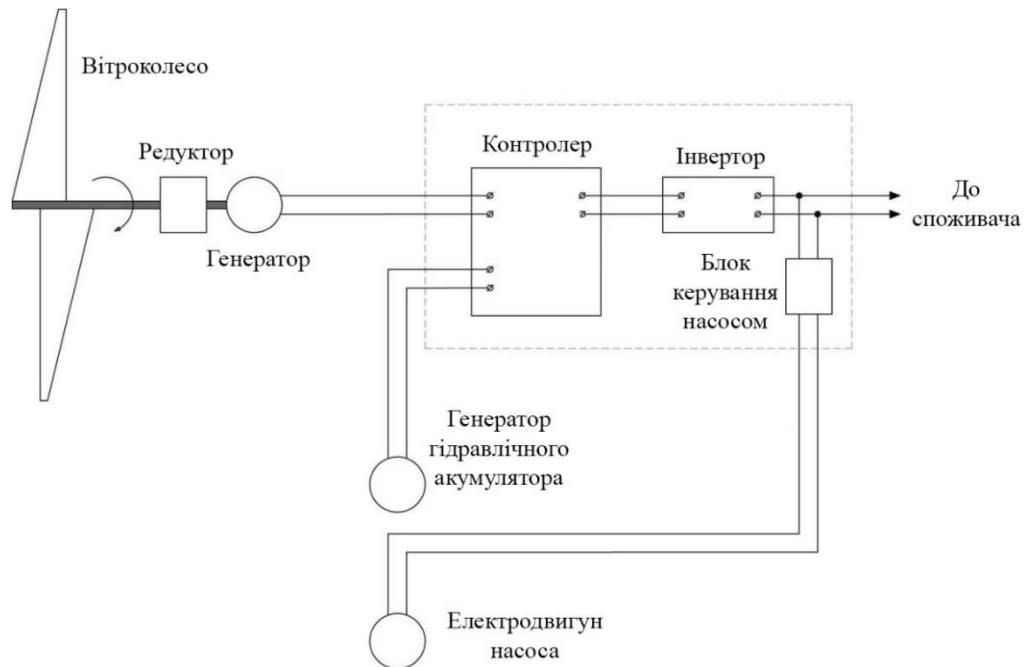 Вітроколесо
Редуктор
Генератор
Контролер
Інвертор
До
споживача
Блок
керування
насосом
Генератор
гідравлічного
акумулятора
Електродвигун
насоса